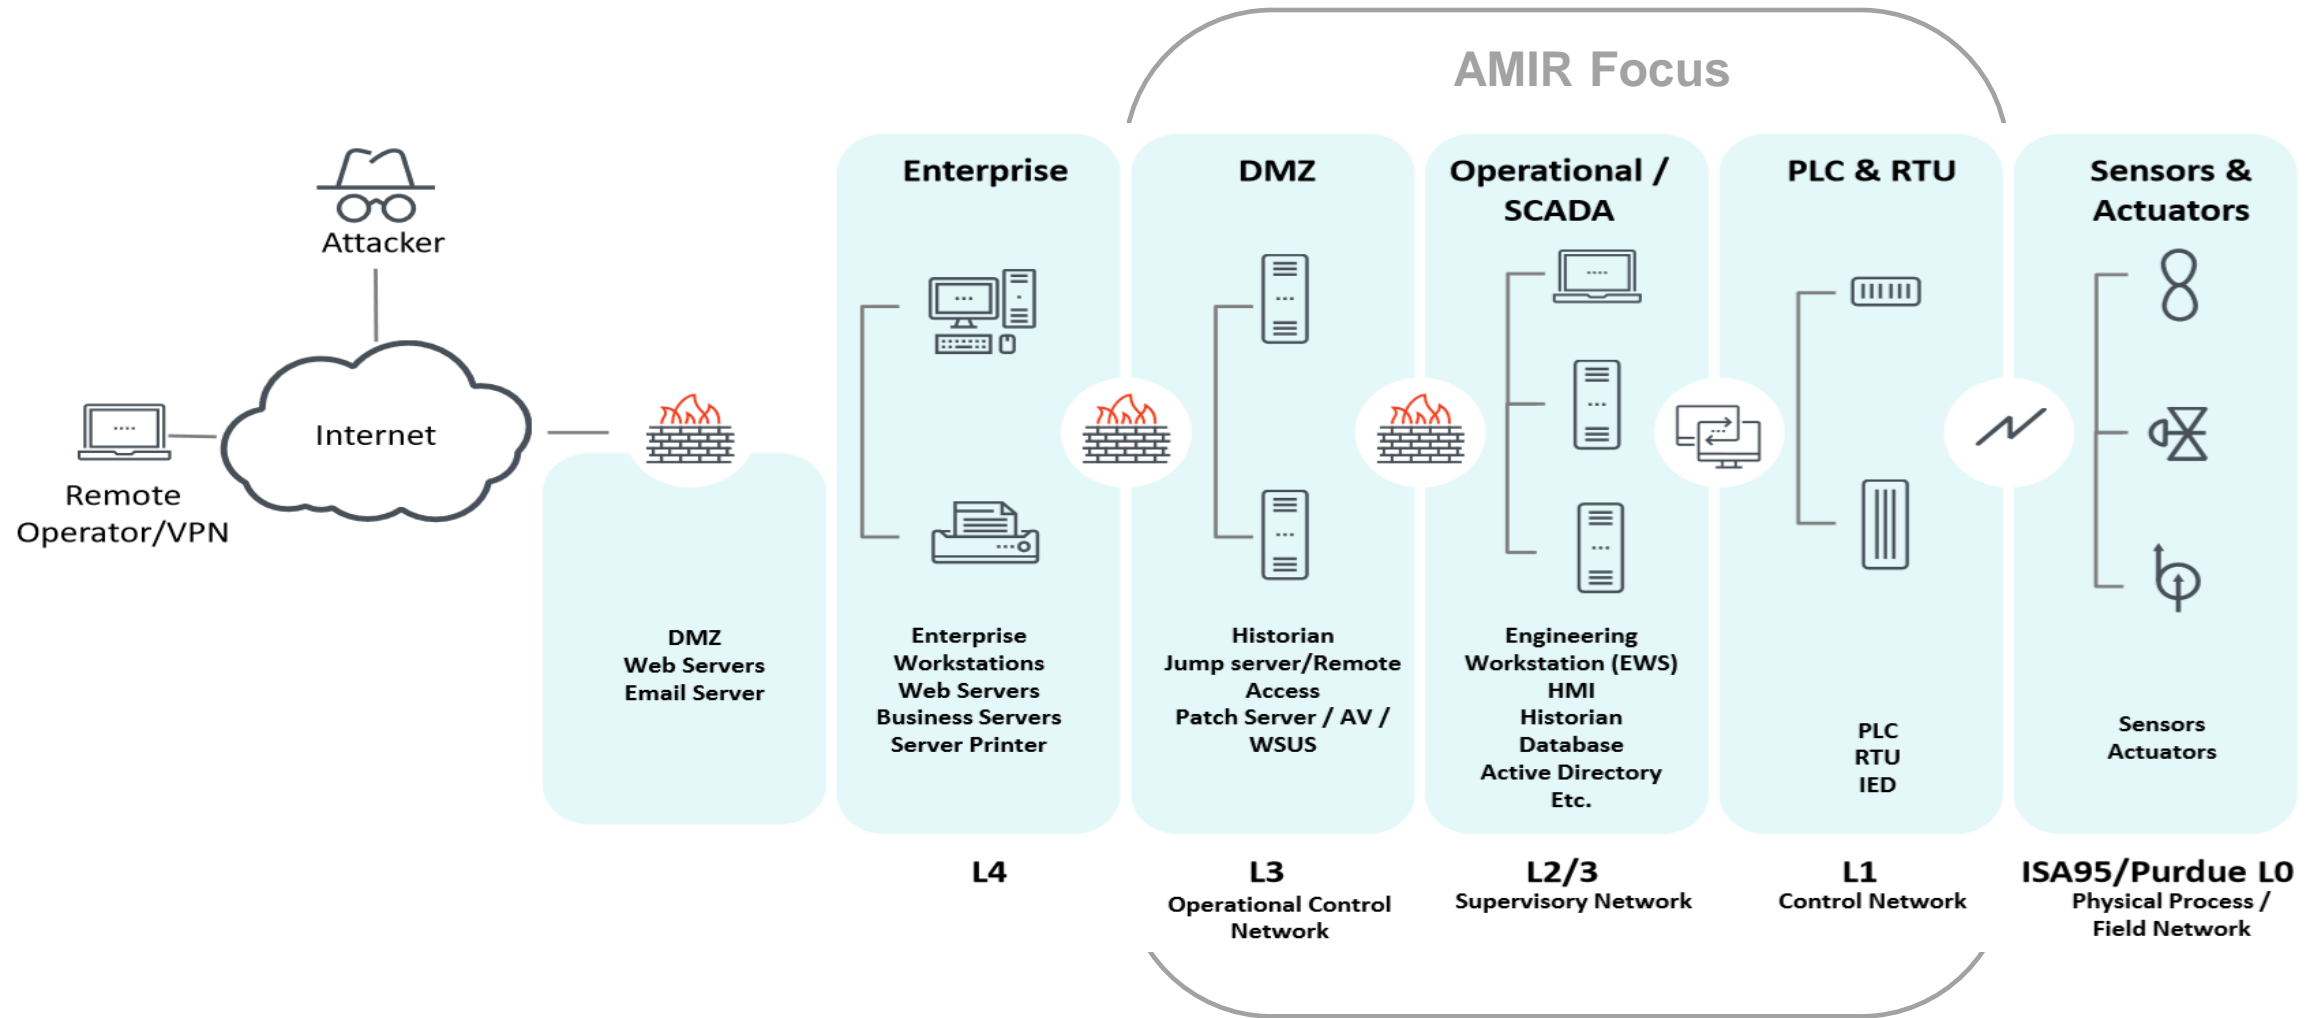 AMIR Focus
Attacker
Internet
Remote
Operator/VPN
DMZ
Web Servers
Email Server
Enterprise
Enterprise
Workstations
Web Servers
Business Servers
Server Printer
L4
DMZ
Historian
Jump server/Remote
Access
Patch Server / AV /
WSUS
L3
Operational Control
Network
Operational /
SCADA
Engineering
Workstation (EWS)
HMI
Historian
Database
Active Directory
Etc.
L2/3
Supervisory Network
PLC & RTU
PLC
RTU
IED
L1
Control Network
Sensors &
Actuators
Sensors
Actuators
ISA95/Purdue L0
Physical Process /
Field Network